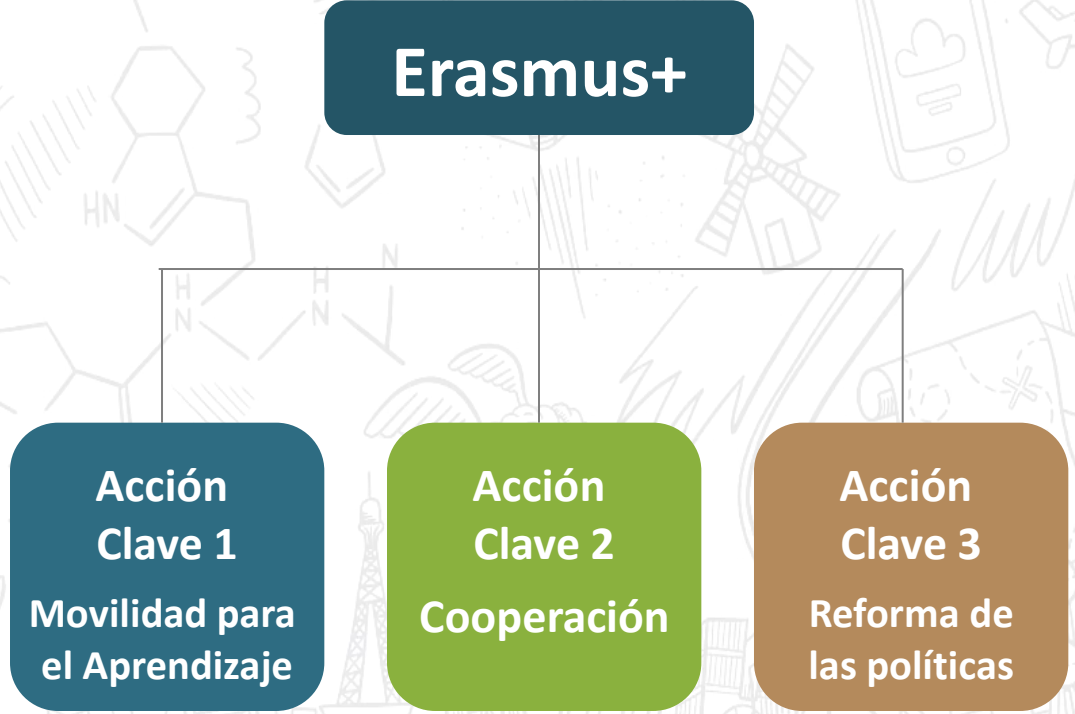 Erasmus+
HN
N
H
N
H
N
Acción
Clave 1
Movilidad para
el Aprendizaje
Acción
Clave 2
Cooperación
Acción
Clave 3
Reforma de
las políticas